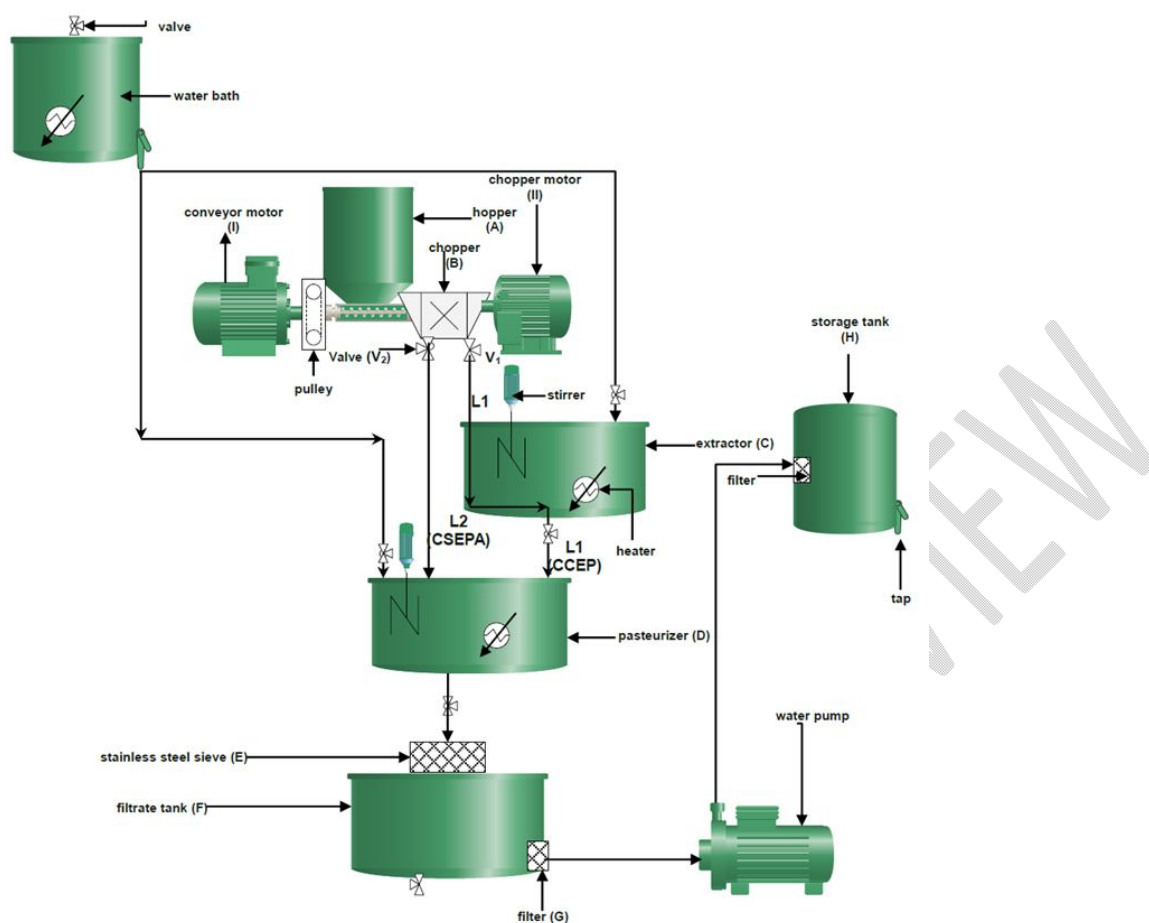 valve
water bath
chopper motor
(II)
conveyor motor
(I)
hopper
(A)
chopper
(B)
Valve (V₂)
V₁
pulley
L1
stirrer
storage tank
(H)
extractor (C)
filter
L2
(CSEPA)
L1
(CCEP)
heater
tap
pasteurizer (D)
water pump
stainless steel sieve (E)
filtrate tank (F)
filter (G)